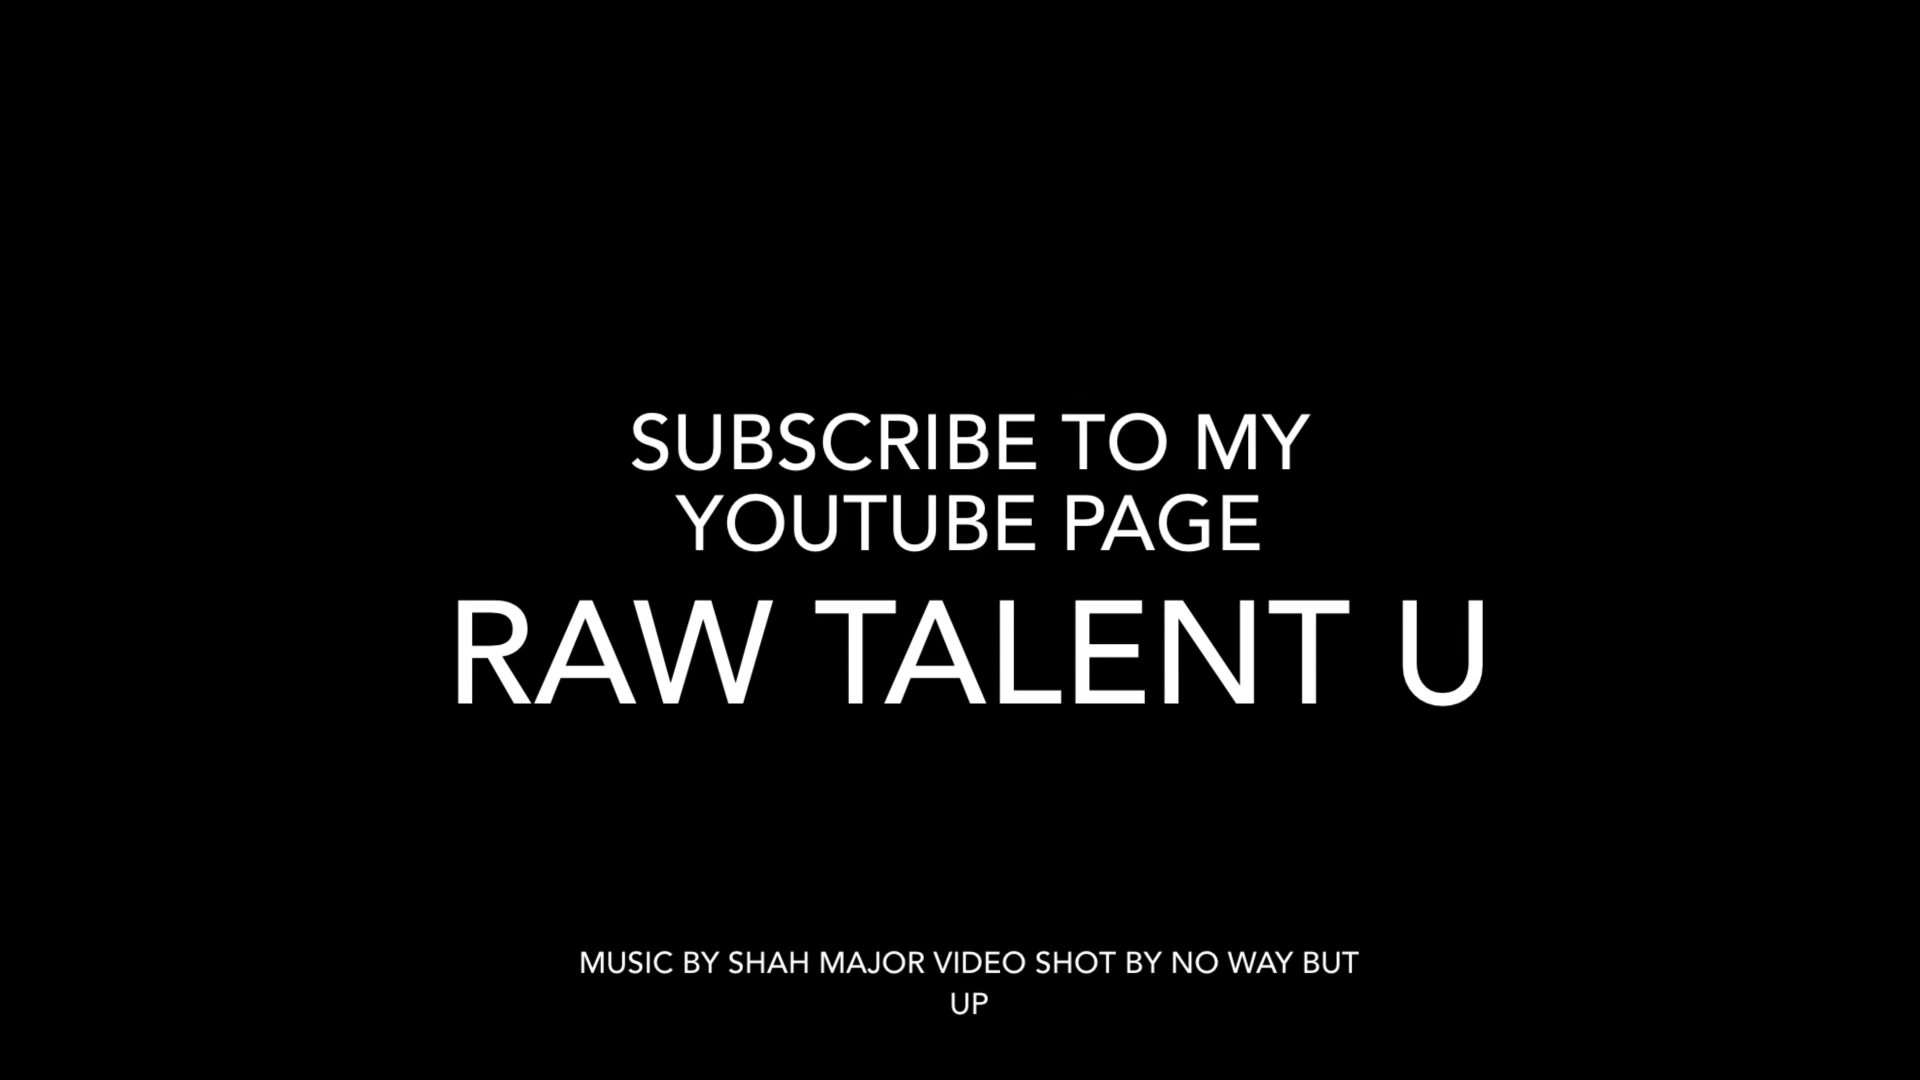 SUBSCRIBE TO MY
YOUTUBE PAGE
RAW TALENT U
MUSIC BY SHAH MAJOR VIDEO SHOT BY NO WAY BUT
UP